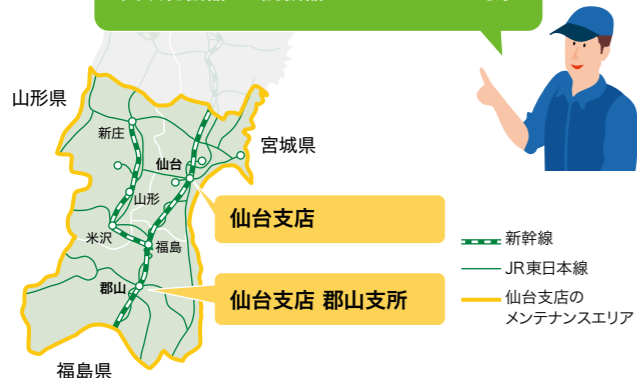 山形県
新庄
仙台
宮城県
山形
仙台支店
米沢
福島
新幹線
JR東日本線
郡山
仙台支店 郡山支所
仙台支店の
メンテナンスエリア
福島県